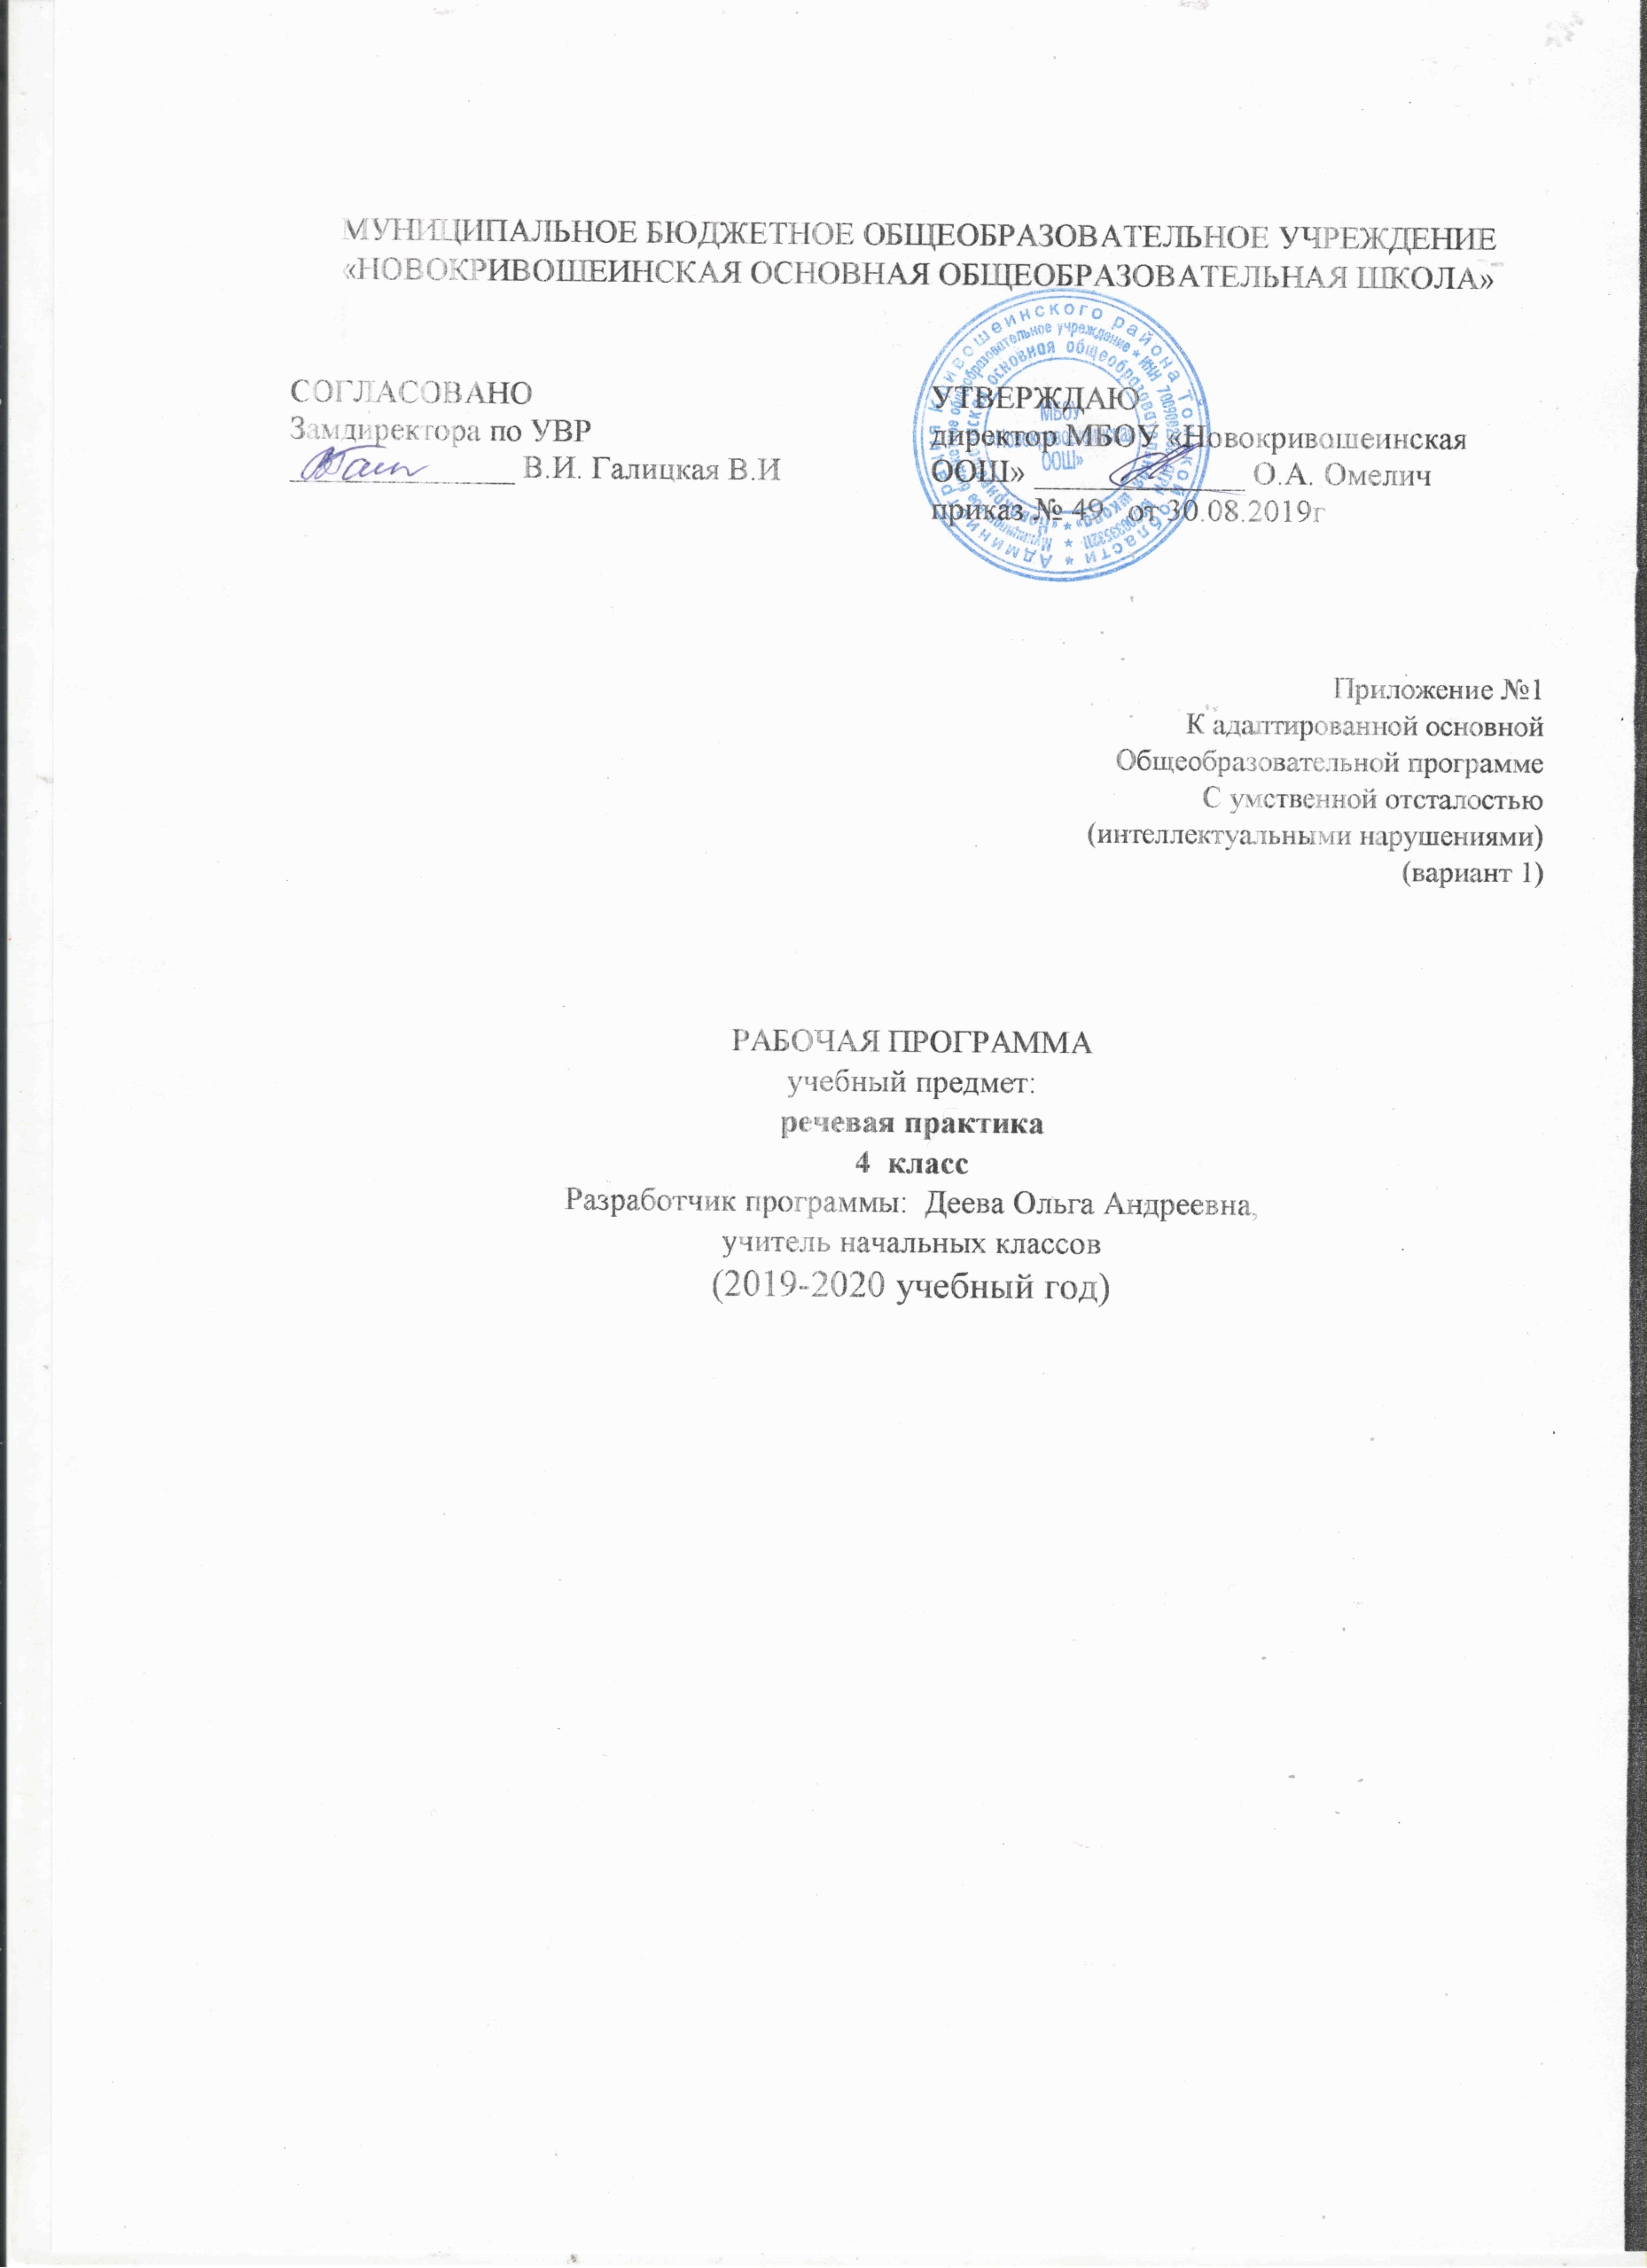 МУНИЦИПАЛЬНОЕ БЮДЖЕТНОЕ ОБЩЕОБРАЗОВАТЕЛЬНОЕ УЧРЕЖДЕНИЕ
«НОВОКРИВОШЕИНСКАЯ ОСНОВНАЯ ОБЩЕОБРАЗОВАТЕЛЬНАЯ ШКОЛА»
СОГЛАСОВАНО
Замдиректора по УВР
В.И. Галицкая В.И
УТВЕРЖДАЮ
директор МБОУ «Новокривошеинская
ООШ» О.А. Омелич
приказ № 49 от 30.08.2019г
МБОУ
ООШ»
Приложение №1
К адаптированной основной
Общеобразовательной программе
С умственной отсталостью
(интеллектуальными нарушениями)
(вариант 1)
РАБОЧАЯ ПРОГРАММА
учебный предмет:
речевая практика
4 класс
Разработчик программы: Деева Ольга Андреевна,
учитель начальных классов
(2019-2020 учебный год)